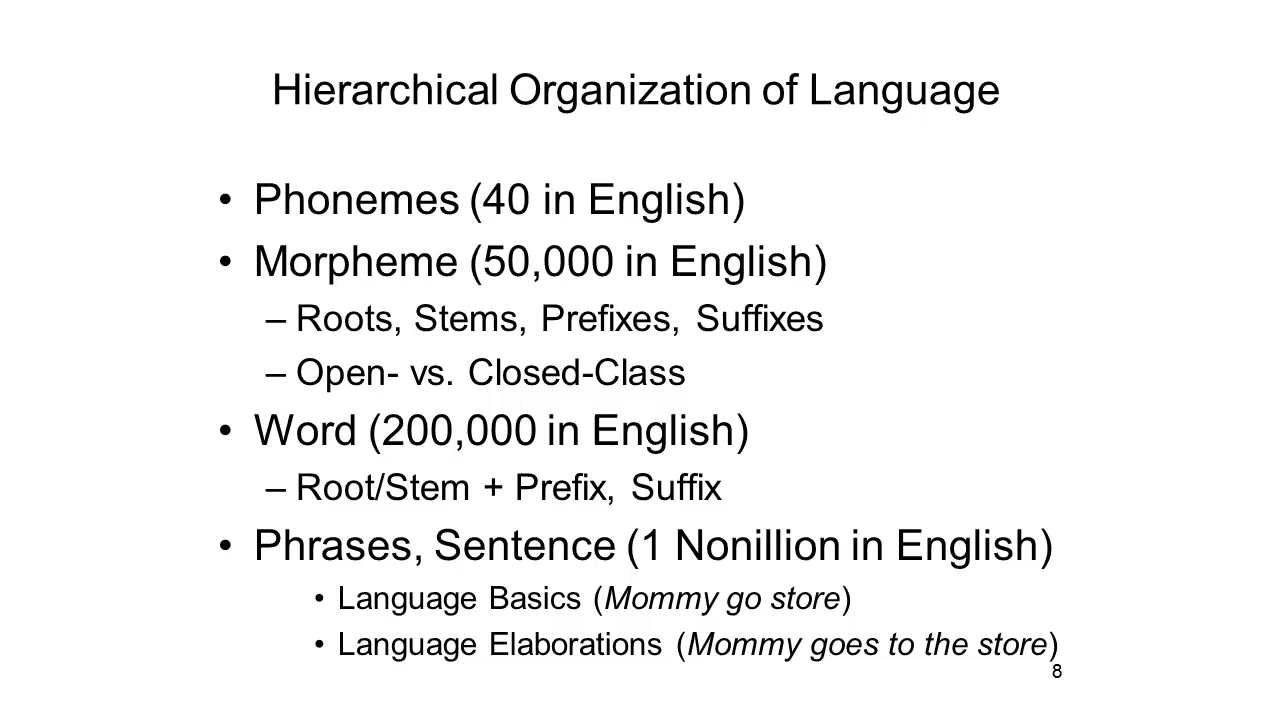 Hierarchical Organization of Language
• Phonemes (40 in English)
• Morpheme (50,000 in English)
– Roots, Stems, Prefixes, Suffixes
– Open- vs. Closed-Class
• Word (200,000 in English)
– Root/Stem + Prefix, Suffix
• Phrases, Sentence (1 Nonillion in English)
• Language Basics (Mommy go store)
• Language Elaborations (Mommy goes to the store)
8